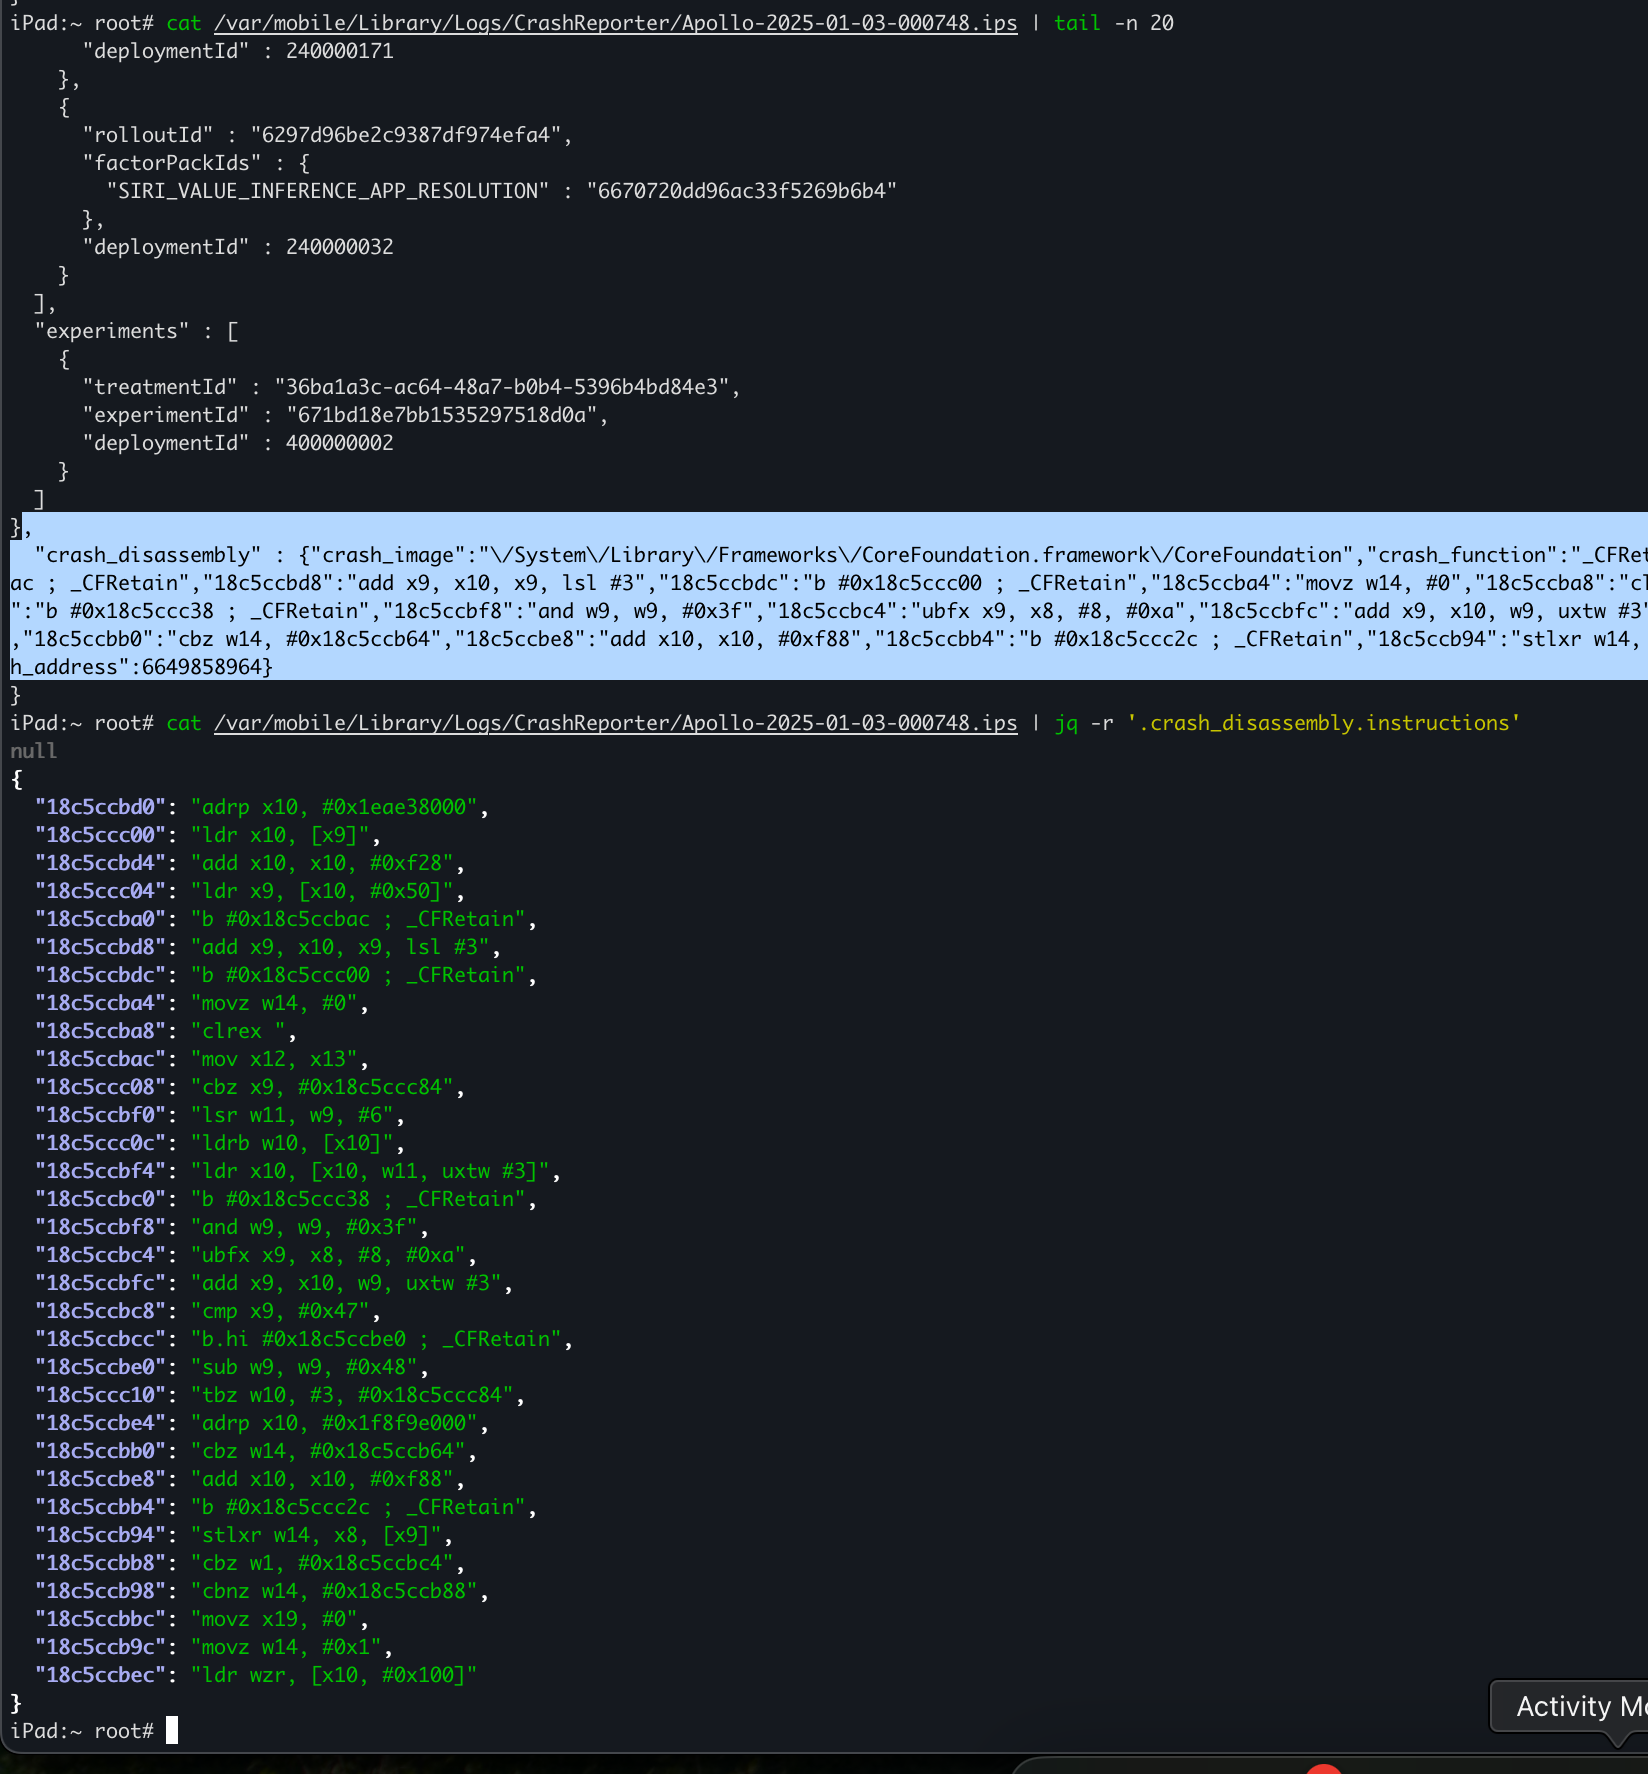 iPad:~ root# cat /var/mobile/Library/Logs/CrashReporter/Apollo-2025-01-03-000748.ips | tail -n 20
"deploymentId" : 240000171
},
{
"rolloutId" : "6297d96be2c9387df974efa4",
"factorPackIds" : {
"SIRI_VALUE_INFERENCE_APP_RESOLUTION" : "6670720dd96ac33f5269b6b4"
},
"deploymentId" : 240000032
}
],
"experiments" : [
{
"treatmentId" : "36ba1a3c-ac64-48a7-b0b4-5396b4bd84e3",
"experimentId" : "671bd18e7bb1535297518d0a",
"deploymentId" : 400000002
}
]
},
"crash_disassembly" : {"crash_image":"\/System\/Library\/Frameworks\/CoreFoundation.framework\/CoreFoundation","crash_function":"_CFRet
ac ; _CFRetain","18c5ccbd8":"add x9, x10, x9, lsl #3","18c5ccbdc":"b #0x18c5ccc00 ; _CFRetain","18c5ccba4":"movz w14, #0","18c5ccba8":"cl
":"b #0x18c5ccc38 ; _CFRetain","18c5ccbf8":"and w9, w9, #0x3f","18c5ccbc4":"ubfx x9, x8, #8, #0xa","18c5ccbfc":"add x9, x10, w9, uxtw #3"
,"18c5ccbb0":"cbz w14, #0x18c5ccb64","18c5ccbe8":"add x10, x10, #0xf88","18c5ccbb4":"b #0x18c5ccc2c ; _CFRetain","18c5ccb94":"stlxr w14,
h_address":6649858964}
}
iPad:~ root# cat /var/mobile/Library/Logs/CrashReporter/Apollo-2025-01-03-000748.ips | jq -r '.crash_disassembly.instructions'
null
{
"18c5ccbd0": "adrp x10, #0x1eae38000",
"18c5ccc00": "ldr x10, [x9]",
"18c5ccbd4": "add x10, x10, #0xf28",
"18c5ccc04": "ldr x9, [x10, #0x50]",
"18c5ccba0": "b #0x18c5ccbac ; _CFRetain",
"18c5ccbd8": "add x9, x10, x9, lsl #3",
"18c5ccbdc": "b #0x18c5ccc00 ; _CFRetain",
"18c5ccba4": "movz w14, #0",
"18c5ccba8": "clrex ",
"18c5ccbac": "mov x12, x13",
"18c5ccc08": "cbz x9, #0x18c5ccc84",
"18c5ccbf0": "lsr w11, w9, #6",
"18c5ccc0c": "ldrb w10, [x10]",
"18c5ccbf4": "ldr x10, [x10, w11, uxtw #3]",
"18c5ccbc0": "b #0x18c5ccc38 ; _CFRetain",
"18c5ccbf8": "and w9, w9, #0x3f",
"18c5ccbc4": "ubfx x9, x8, #8, #0xa",
"18c5ccbfc": "add x9, x10, w9, uxtw #3",
"18c5ccbc8": "cmp x9, #0x47",
"18c5ccbcc": "b.hi #0x18c5ccbe0 ; _CFRetain",
"18c5ccbe0": "sub w9, w9, #0x48",
"18c5ccc10": "tbz w10, #3, #0x18c5ccc84",
"18c5ccbe4": "adrp x10, #0x1f8f9e000",
"18c5ccbb0": "cbz w14, #0x18c5ccb64",
"18c5ccbe8": "add x10, x10, #0xf88",
"18c5ccbb4": "b #0x18c5ccc2c ; _CFRetain",
"18c5ccb94": "stlxr w14, x8, [x9]",
"18c5ccbb8": "cbz w1, #0x18c5ccbc4",
"18c5ccb98": "cbnz w14, #0x18c5ccb88",
"18c5ccbbc": "movz x19, #0",
"18c5ccb9c": "movz w14, #0x1",
"18c5ccbec": "ldr wzr, [x10, #0x100]"
}
iPad:~ root#
Activity Mo